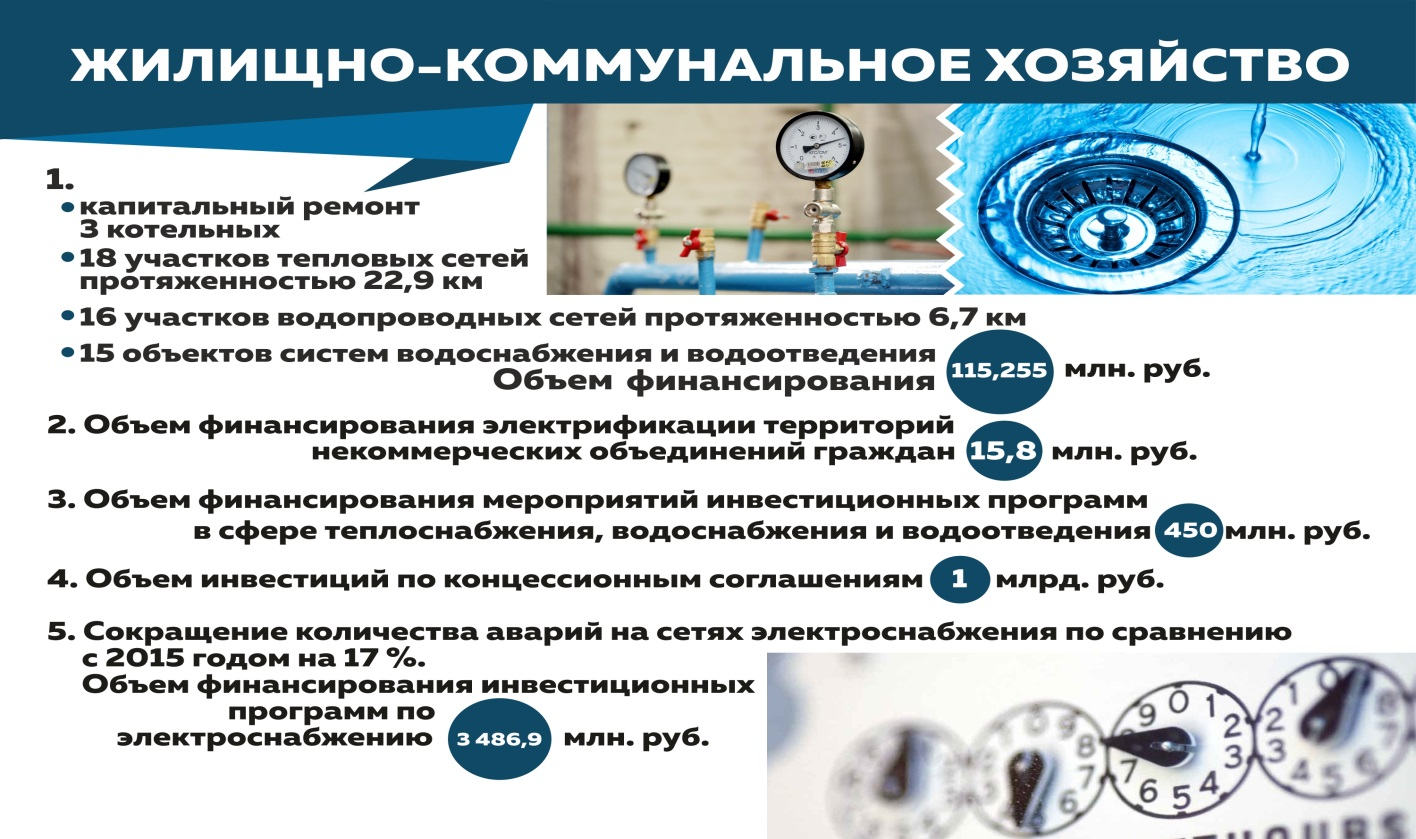 ЖИЛИЩНО-КОММУНАЛЬНОЕ ХОЗЯЙСТВО
1.
• капитальный ремонт
3 котельных
• 18 участков тепловых сетей
протяженностью 22,9 км
• 16 участков водопроводных сетей протяженностью 6,7 км
• 15 объектов систем водоснабжения и водоотведения
Объем финансирования 115,255 млн. руб.
2. Объем финансирования электрификации территорий
некоммерческих объединений граждан 15,8 млн. руб.
3. Объем финансирования мероприятий инвестиционных программ
в сфере теплоснабжения, водоснабжения и водоотведения 450 млн. руб.
4. Объем инвестиций по концессионным соглашениям 1 млрд. руб.
5. Сокращение количества аварий на сетях электроснабжения по сравнению
с 2015 годом на 17 %.
Объем финансирования инвестиционных
программ по
электроснабжению 3 486,9 млн. руб.